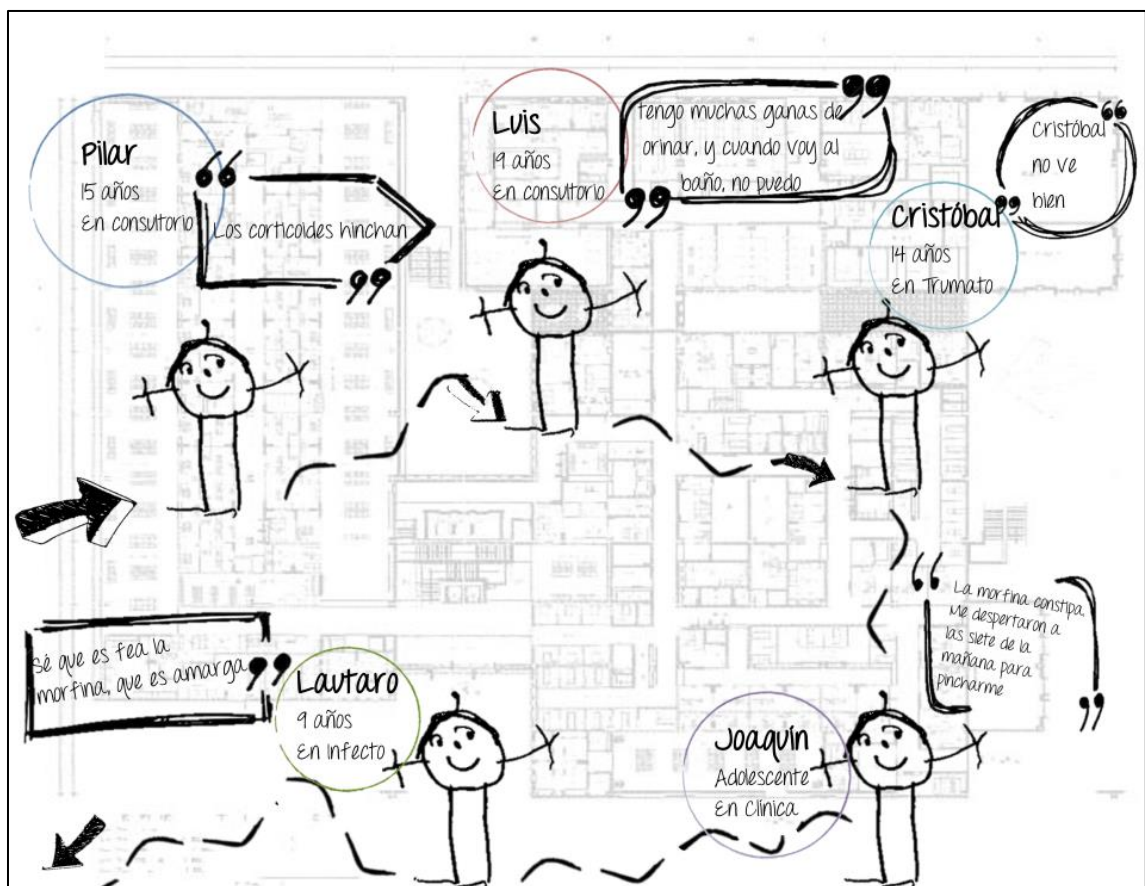 Pilar
15 años
En consultorio
“Los corticoides hinchan”
Luis
19 años
En consultorio
”tengo muchas ganas de
orinar, y cuando voy al
baño, no puedo”
Cristóbal
14 años
En Trumato
“Cristóbal
no ve
bien”
“La morfina constipa.
Me despertaron a
las siete de la
mañana para
pincharme”
Joaquín
Adolescente
En Clínica
Sé que es fea la
morfina, que es amarga”
Lautaro
9 años
En Infecto